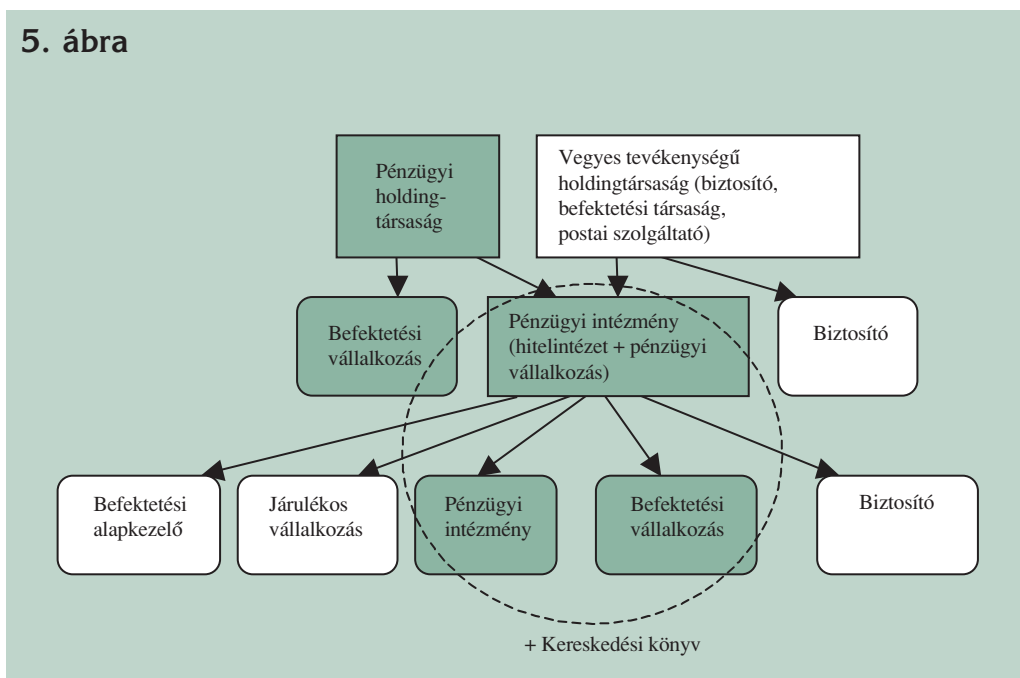 5. ábra
Pénzügyi
holding-
társaság
Vegyes tevékenységű
holdingtársaság (biztosító,
befektetési társaság,
postai szolgáltató)
Befektetési
vállalkozás
Pénzügyi intézmény
(hitelintézet + pénzügyi
vállalkozás)
Biztosító
Befektetési
alapkezelő
Járulékos
vállalkozás
Pénzügyi
intézmény
Befektetési
vállalkozás
Biztosító
+ Kereskedési könyv